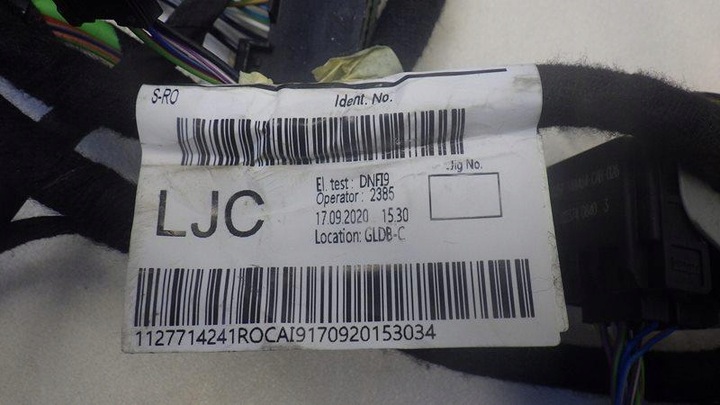 S-RO
Ident. No.
Jig No.
El. test : DNFI9
LJC
Operator : 2385
17.09.2020 15.30
Location: GLDB-C
1127714241ROCAI9170920153034